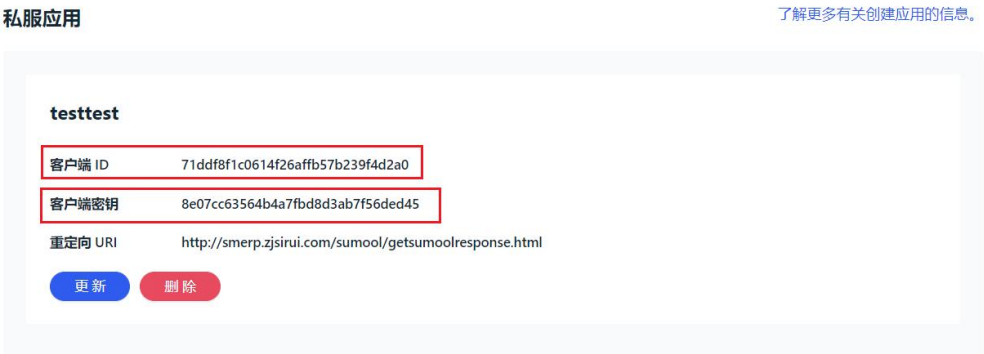 私服应用
了解更多有关创建应用的信息。
testtest
客户端 ID 71ddf8f1c0614f26affb57b239f4d2a0
客户端密钥 8e07cc63564b4a7fbd8d3ab7f56ded45
重定向 URI http://smerp.zjsirui.com/sumool/getsumoolresponse.html
更新 删除